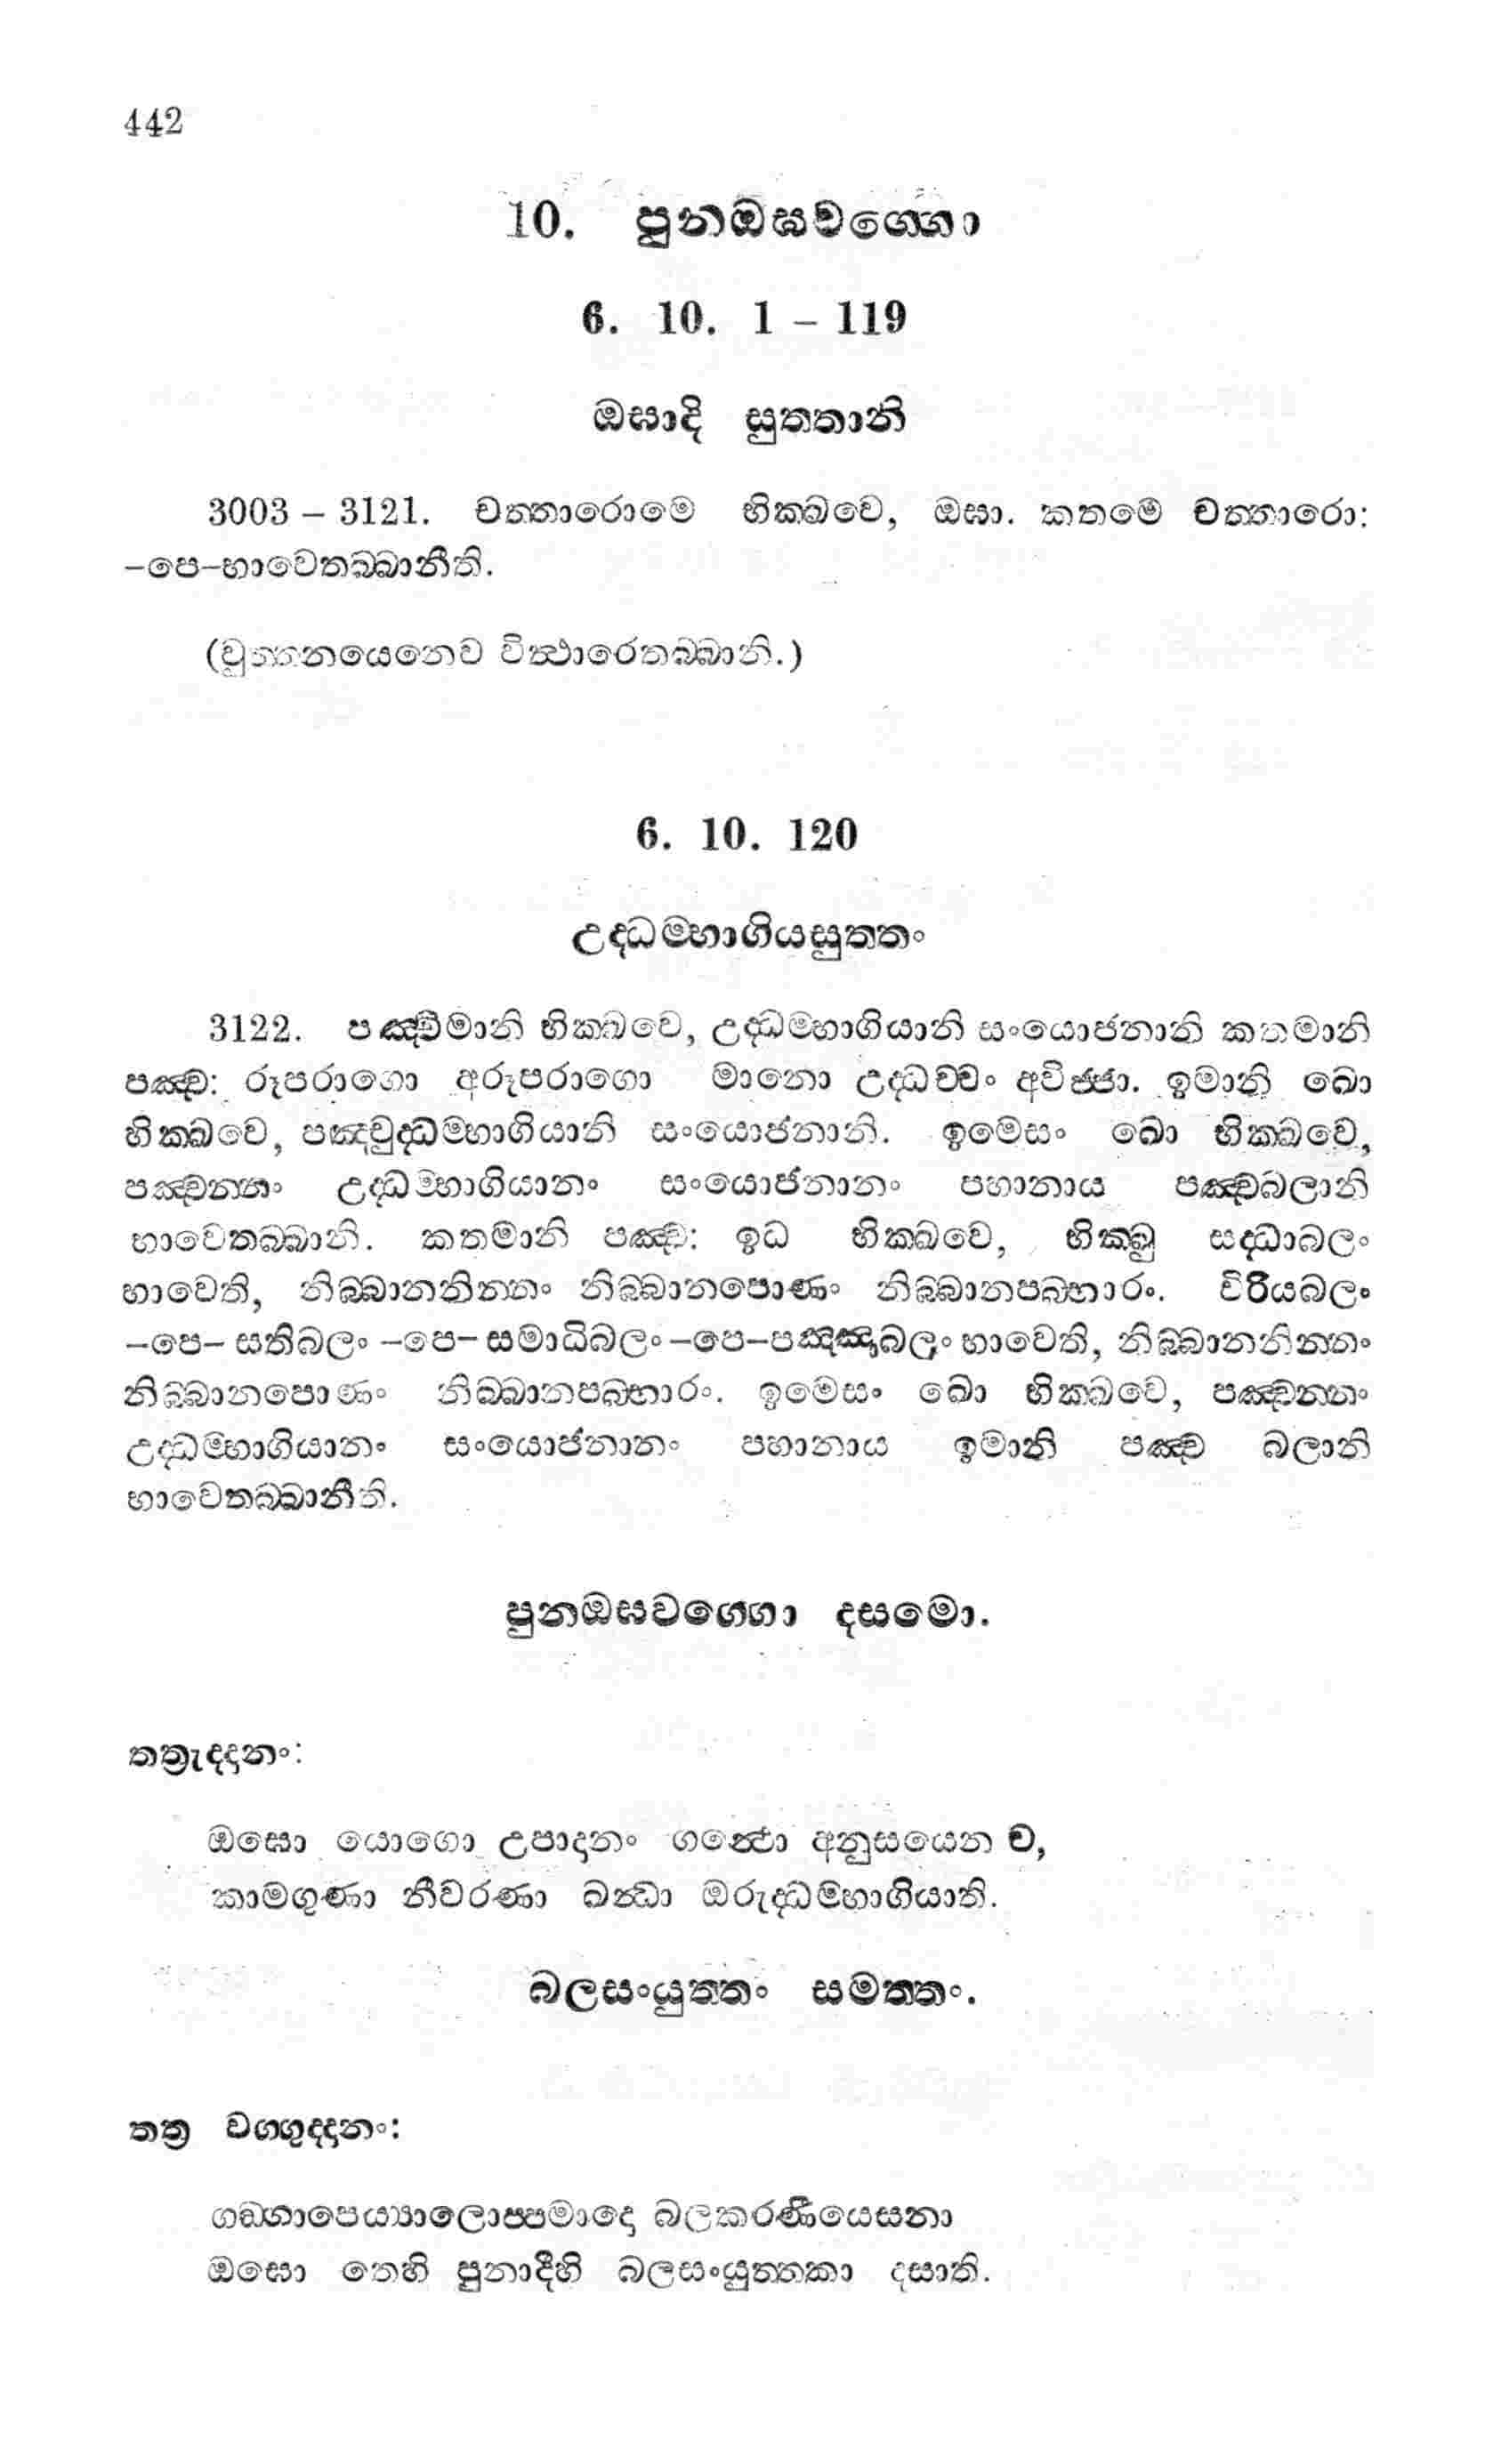 442
10. පුනඔඝවග්ගො
6. 10. 1 – 119
ඔඝාදි සුත්තානි
3003 – 3121. චත්තාරොමෙ භික්ඛවෙ, ඔඝා. කතමෙ චත්තාරො:
–පෙ–භාවෙතබ්බානීති.
(වුත්තනයෙනෙව විත්ථාරෙතබ්බානි.)
6. 10. 120
උද්ධම්භාගියසුත්තං
3122. පඤ්චිමානි භික්ඛවෙ, උද්ධම්භාගියානි සංයොජනානි කතමානි
පඤ්ච: රූපරාගො අරූපරාගො මානො උද්ධච්චං අවිජ්ජා. ඉමානි ඛො
භික්ඛවෙ, පඤ්චුද්ධම්භාගියානි සංයොජනානි. ඉමෙසං ඛො භික්ඛවෙ,
පඤ්චන්නං උද්ධම්භාගියානං සංයොජනානං පහානාය පඤ්චබලානි
භාවෙතබ්බානි. කතමානි පඤ්ච: ඉධ භික්ඛවෙ, භික්ඛු සද්ධාබලං
භාවෙති, නිබ්බානනින්නං නිබ්බානපොණං නිබ්බානපබ්භාරං. විරියබලං
–පෙ– සතිබලං –පෙ– සමාධිබලං –පෙ–පඤ්ඤාබලං භාවෙති, නිබ්බානනින්නං
නිබ්බානපොණං නිබ්බානපබ්භාරං. ඉමෙසං ඛො භික්ඛවෙ, පඤ්චන්නං
උද්ධම්භාගියානං සංයොජනානං පහානාය ඉමානි පඤ්ච බලානි
භාවෙතබ්බානීති.
පුනඔඝවග්ගො දසමො.
තත්‍රුද්දානං:
ඔඝො යොගො උපාදානං ගන්ථො අනුසයෙන ච,
කාමගුණා නීවරණා ඛන්ධා ඔරුද්ධම්භාගියාති.
බලසංයුත්තං සමත්තං.
තත්‍ර වග්ගුද්දානං:
ගඞ්ගාපෙය්‍යාලොප්පමාදො බලකරණීයෙසනා
ඔඝො තෙහි පුනාදීහි බලසංයුත්තකා දසාති.